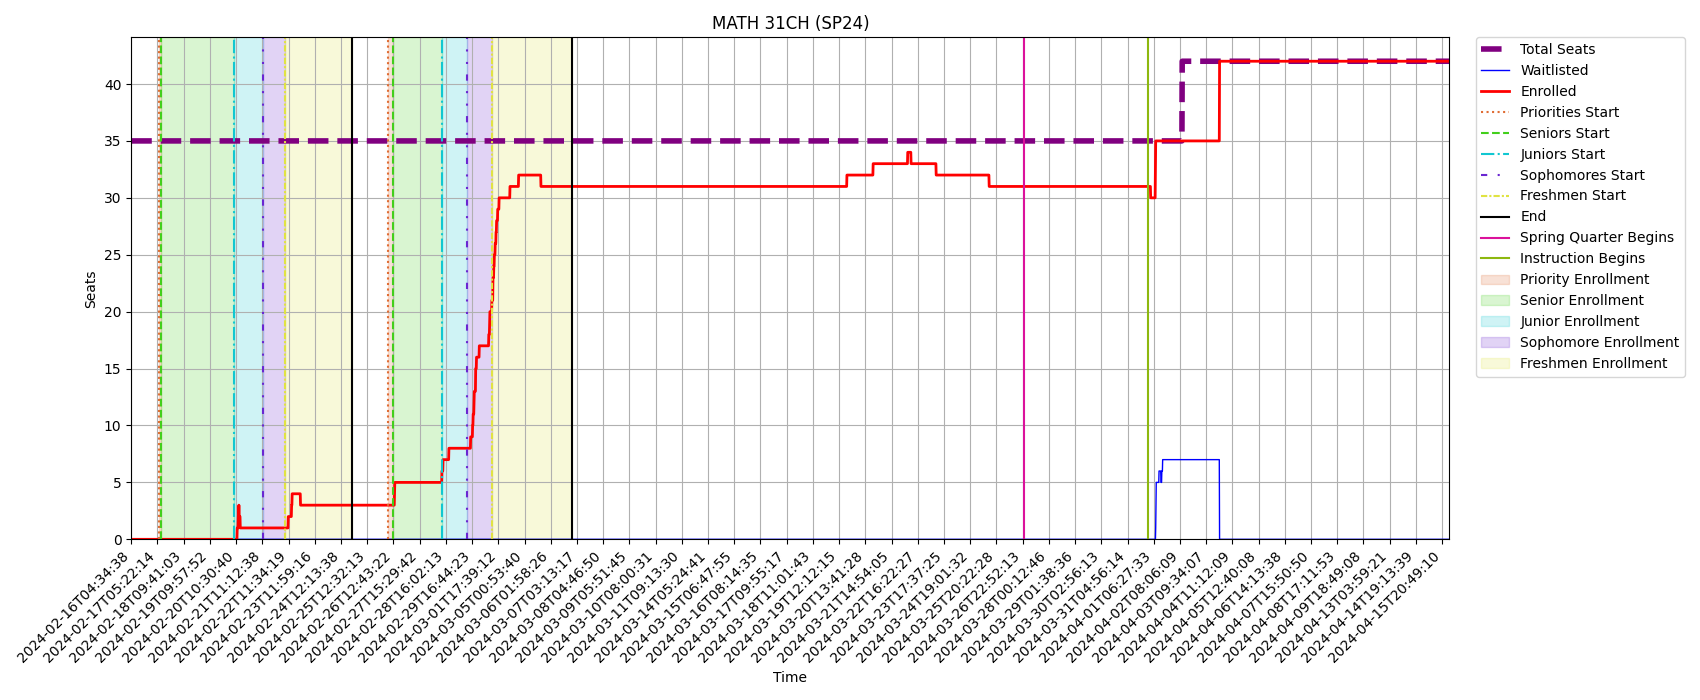 MATH 31CH (SP24)
Seats
40
35
30
25
20
15
10
5
0
2024-02-16T04:34:38
2024-02-17T05:22:14
2024-02-18T09:41:03
2024-02-19T09:57:52
2024-02-20T10:30:40
2024-02-21T11:12:38
2024-02-22T11:34:19
2024-02-23T11:59:16
2024-02-24T12:13:38
2024-02-25T12:32:13
2024-02-26T12:43:22
2024-02-27T15:29:42
2024-02-28T16:02:13
2024-02-29T16:44:23
2024-03-01T17:39:12
2024-03-05T00:53:40
2024-03-06T01:58:26
2024-03-07T03:13:17
2024-03-08T04:46:50
2024-03-09T05:51:45
2024-03-10T08:00:31
2024-03-11T09:13:30
2024-03-14T05:24:41
2024-03-15T06:47:55
2024-03-16T08:14:35
2024-03-17T09:55:17
2024-03-18T11:01:43
2024-03-19T12:12:15
2024-03-20T13:41:28
2024-03-21T14:54:05
2024-03-22T16:22:27
2024-03-23T17:37:25
2024-03-24T19:01:32
2024-03-25T20:22:28
2024-03-26T22:52:13
2024-03-28T00:12:46
2024-03-29T01:38:36
2024-03-30T02:56:13
2024-03-31T04:56:14
2024-04-01T06:27:33
2024-04-02T08:06:09
2024-04-03T09:34:07
2024-04-04T11:12:09
2024-04-05T12:40:08
2024-04-06T14:13:38
2024-04-07T15:50:50
2024-04-08T17:11:53
2024-04-09T18:49:08
2024-04-13T03:59:21
2024-04-14T19:13:39
2024-04-15T20:49:10
Time
Total Seats
Waitlisted
Enrolled
Priorities Start
Seniors Start
Juniors Start
Sophomores Start
Freshmen Start
End
Spring Quarter Begins
Instruction Begins
Priority Enrollment
Senior Enrollment
Junior Enrollment
Sophomore Enrollment
Freshmen Enrollment